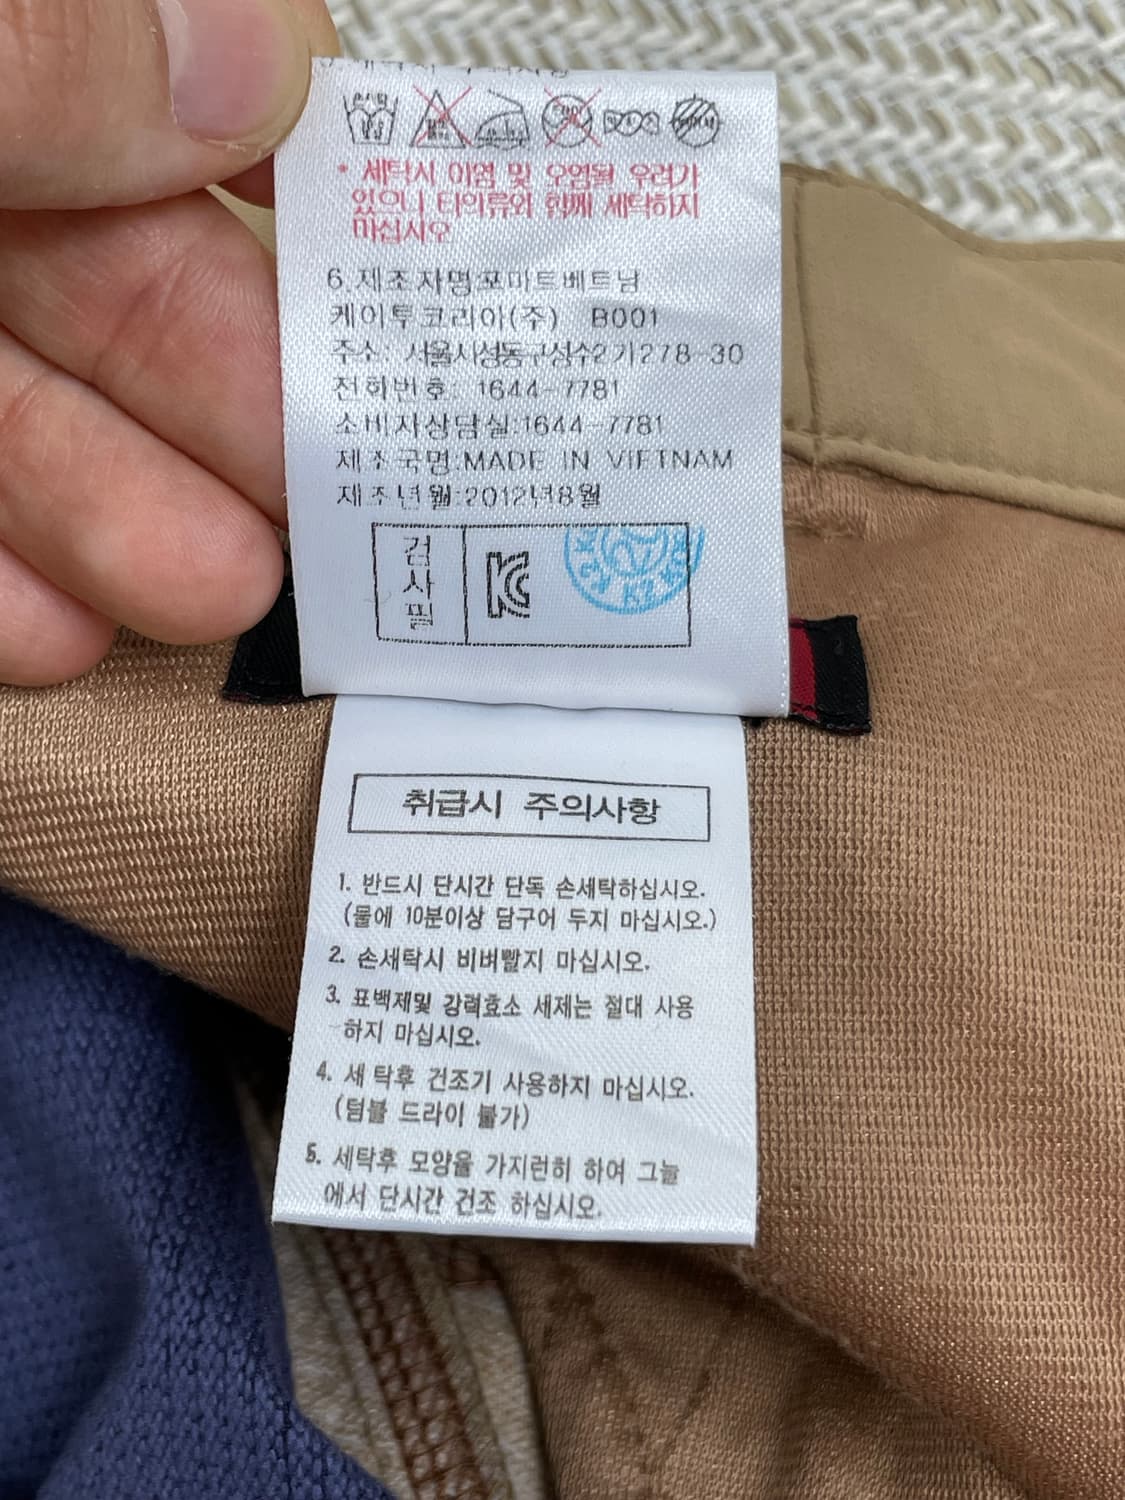 * 세탁시 이염 및 오염될 우려가
있으니 타의류와 함께 세탁하지
마십시오
6.제조자명:포마트베트남
케이투코리아(주) B001
주소: 서울시성동구성수2가278-30
전화번호: 1644-7781
소비자상담실:1644-7781
제조국명:MADE IN VIETNAM
제조년월:2012년8월
검사필
취급시 주의사항
1. 반드시 단시간 단독 손세탁하십시오.
(물에 10분이상 담구어 두지 마십시오.)
2. 손세탁시 비벼빨지 마십시오.
3. 표백제및 강력효소 세제는 절대 사용
하지 마십시오.
4. 세탁후 건조기 사용하지 마십시오.
(텀블 드라이 불가)
5. 세탁후 모양을 가지런히 하여 그늘
에서 단시간 건조 하십시오.